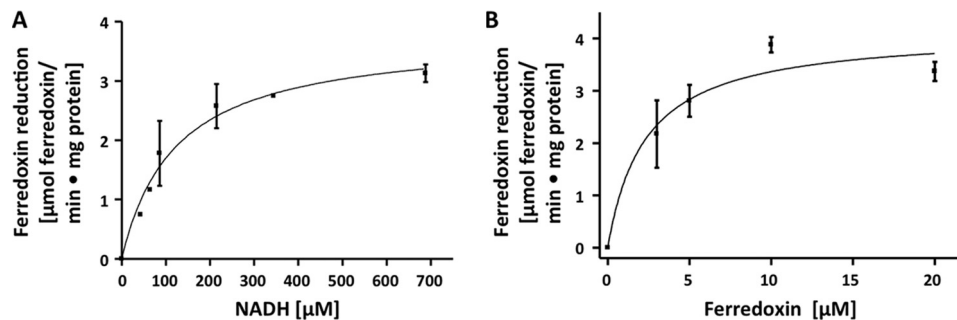 A
Ferredoxin reduction
[µmol ferredoxin/
min • mg protein]
4
3
2
1
0
0 100 200 300 400 500 600 700
NADH [µM]
B
Ferredoxin reduction
[µmol ferredoxin/
min • mg protein]
4
3
2
1
0
0 5 10 15 20
Ferredoxin [µM]